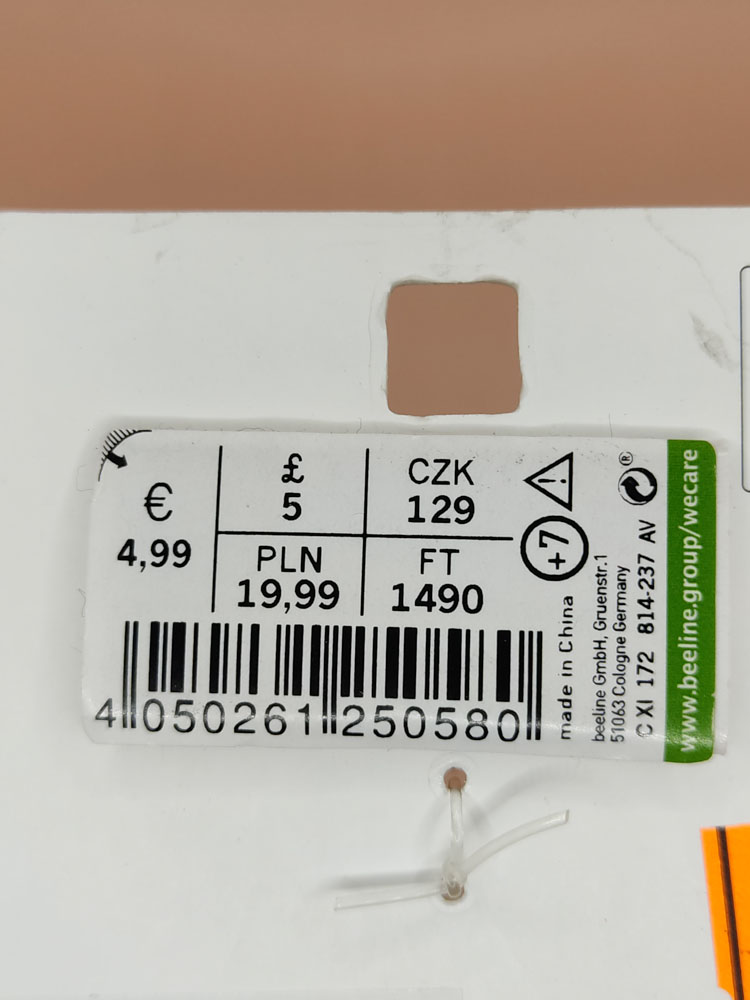 €
4,99
£
5
CZK
129
PLN
19,99
FT
1490
4 050261 250580
!
+7
made in China
beeline GmbH, Gruenstr.1
51063 Cologne Germany
C XI 172 814-237 AV
®
www.beeline.group/wecare